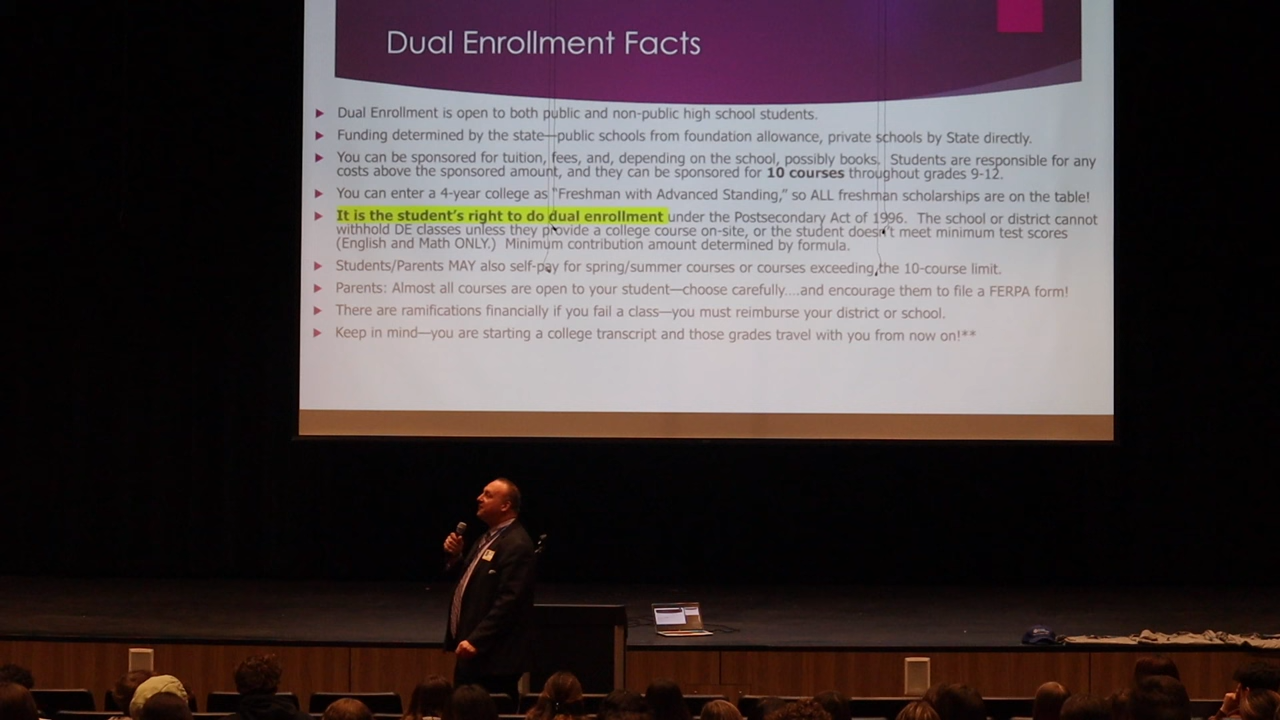 Dual Enrollment Facts
Dual Enrollment is open to both public and non-public high school students.
Funding determined by the state—public schools from foundation allowance, private schools by State directly.
You can be sponsored for tuition, fees, and, depending on the school, possibly books. Students are responsible for any
costs above the sponsored amount, and they can be sponsored for 10 courses throughout grades 9-12.
You can enter a 4-year college as "Freshman with Advanced Standing," so ALL freshman scholarships are on the table!
It is the student's right to do dual enrollment under the Postsecondary Act of 1996. The school or district cannot
withhold DE classes unless they provide a college course on-site, or the student doesn't meet minimum test scores
(English and Math ONLY.) Minimum contribution amount determined by formula.
Students/Parents MAY also self-pay for spring/summer courses or courses exceeding the 10-course limit.
Parents: Almost all courses are open to your student—choose carefully....and encourage them to file a FERPA form!
There are ramifications financially if you fail a class—you must reimburse your district or school.
Keep in mind—you are starting a college transcript and those grades travel with you from now on!**